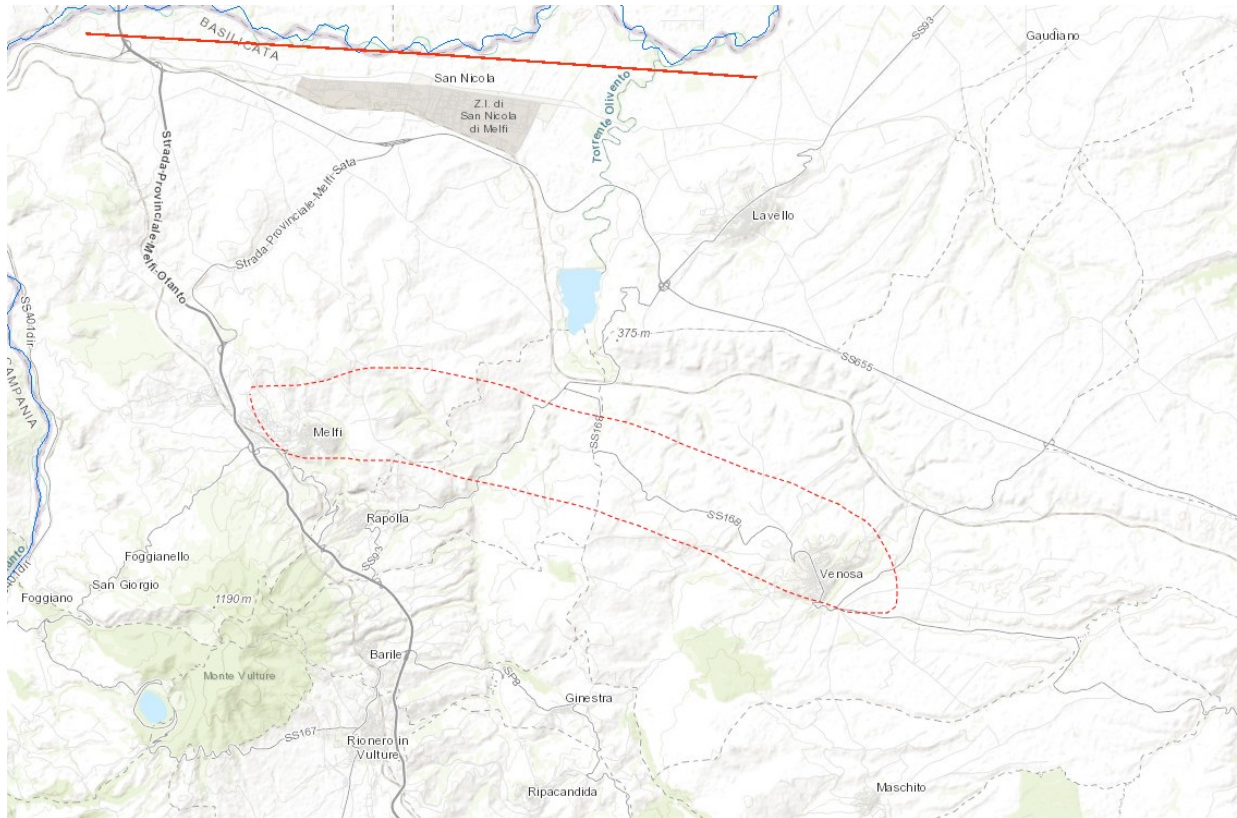 BASILICATA
SS93
Gaudiano
San Nicola
Z.I. di
San Nicola
di Melfi
Torrente Olivento
Strada-Provinciale-Melfi-Ofanto
Strada-Provinciale-Melfi-Sata
Lavello
SS401dir
CAMPANIA
375 m
SS655
Melfi
SS168
Rapolla
SS168
Venosa
SS93
Foggianello
San Giorgio
Foggiano
1190 m
Barile
Monte Vulture
SP8
Ginestra
SS167
Rionero in
Vulture
Ripacandida
Maschito